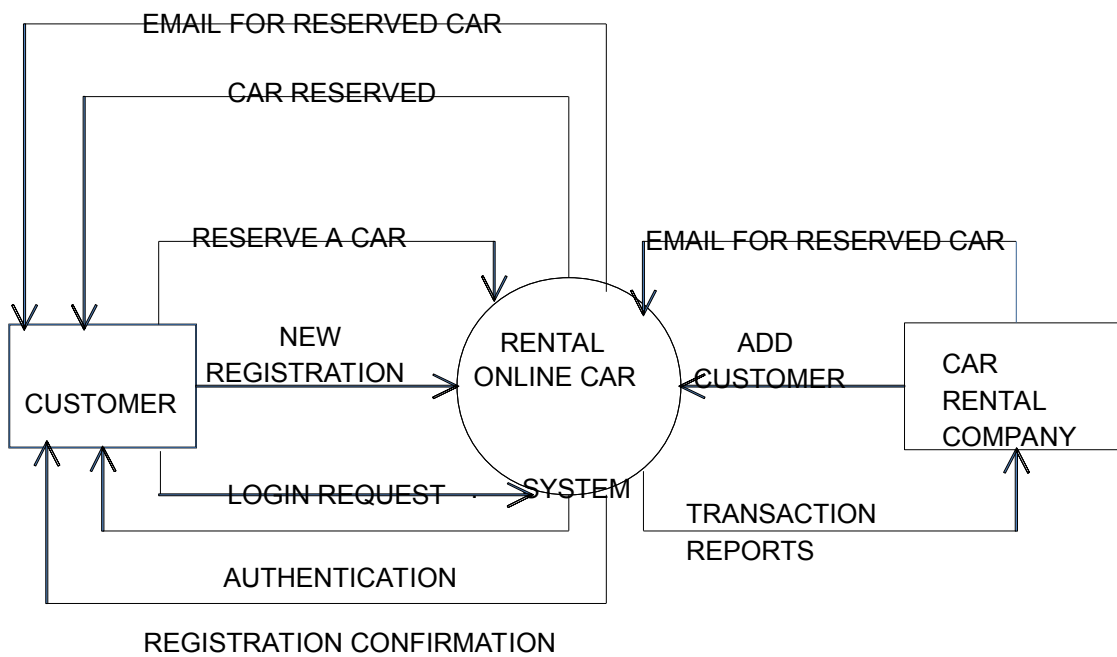 EMAIL FOR RESERVED CAR
CAR RESERVED
RESERVE A CAR
EMAIL FOR RESERVED CAR
NEW
REGISTRATION
RENTAL
ONLINE CAR
SYSTEM
ADD
CUSTOMER
CAR
RENTAL
COMPANY
CUSTOMER
LOGIN REQUEST .
TRANSACTION
REPORTS
AUTHENTICATION
REGISTRATION CONFIRMATION